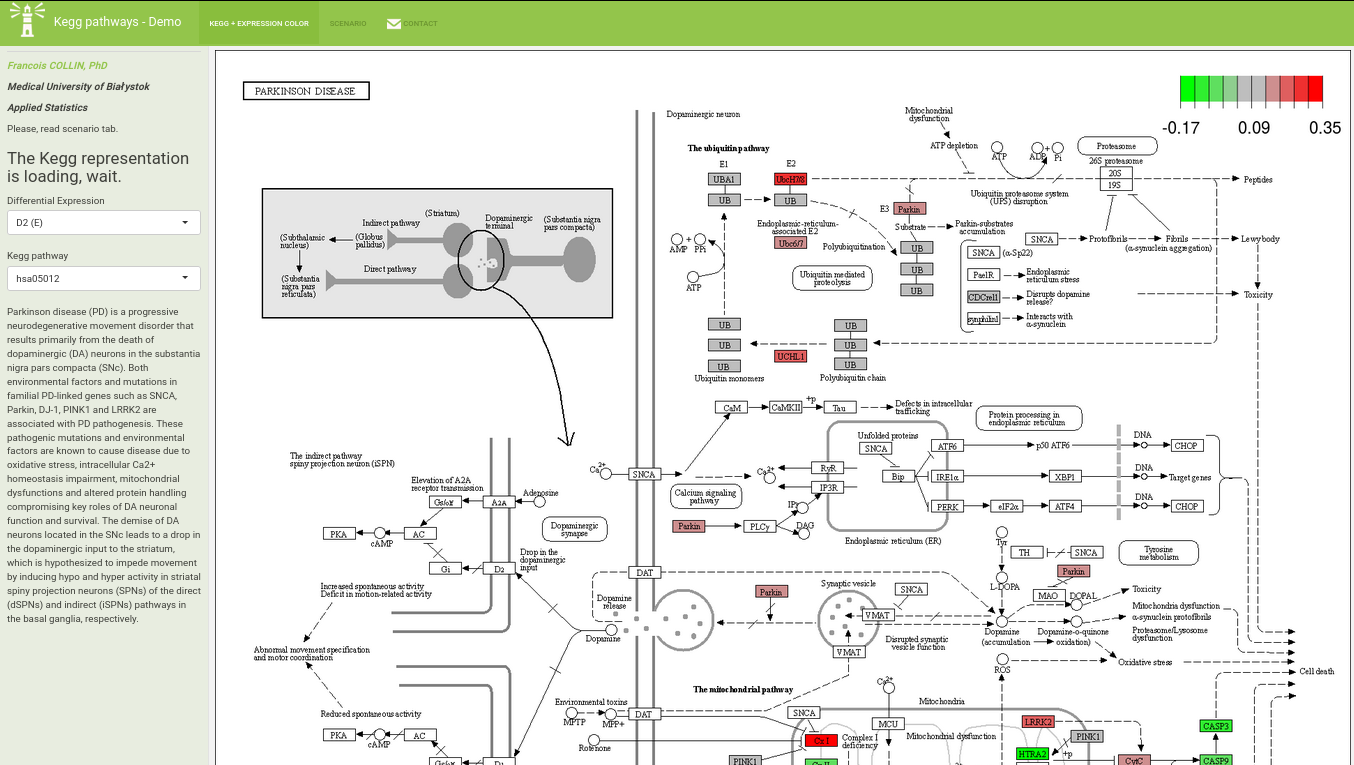 Kegg pathways - Demo
KEGG + EXPRESSION COLOR
SCENARIO
CONTACT
Francois COLLIN, PhD
Medical University of Białystok
Applied Statistics
Please, read scenario tab.
The Kegg representation
is loading, wait.
Differential Expression
D2 (E)
Kegg pathway
hsa05012
Parkinson disease (PD) is a progressive
neurodegenerative movement disorder that
results primarily from the death of
dopaminergic (DA) neurons in the substantia
nigra pars compacta (SNc). Both
environmental factors and mutations in
familial PD-linked genes such as SNCA,
Parkin, DJ-1, PINK1 and LRRK2 are
associated with PD pathogenesis. These
pathogenic mutations and environmental
factors are known to cause disease due to
oxidative stress, intracellular Ca2+
homeostasis impairment, mitochondrial
dysfunctions and altered protein handling
compromising key roles of DA neuronal
function and survival. The demise of DA
neurons located in the SNc leads to a drop in
the dopaminergic input to the striatum,
which is hypothesized to impede movement
by inducing hypo and hyper activity in striatal
spiny projection neurons (SPNs) of the direct
(dSPNs) and indirect (iSPNs) pathways in
the basal ganglia, respectively.
PARKINSON DISEASE
-0.17 0.09 0.35
(Striatum)
Indirect pathway
Dopaminergic
terminal
(Substantia nigra
pars compacta)
(Subthalamic
nucleus)
(Globus
pallidus)
Direct pathway
(Substantia
nigra pars
reticulata)
Dopaminergic neuron
The ubiquitin pathway
E1
E2
UBA1
UbcH7/8
UB
UB
Endoplasmic-reticulum-
associated E2
Ubc6/7
AMP + PPi
ATP
Polyubiquitination
Ubiquitin mediated
proteolysis
Mitochondrial
dysfunction
ATP depletion
ATP
ADP + Pi
Proteasome
26S proteasome
20S
19S
Peptides
Ubiquitin proteasome system
(UPS) disruption
E3
Parkin
Substrate
Parkin-substrates
accumulation
UB
UB
UB
SNCA
Protofibrils
Fibrils
(α-synuclein aggregation)
Lewybody
SNCA
(α-Sp22)
PaelR
Endoplasmic
reticulum stress
CDCrel1
Disrupts dopamine
release?
synphilin1
Interacts with
α-synuclein
Toxicity
UB
UB
UB
Ubiquitin monomers
UCHL1
UB
UB
UB
Polyubiquitin chain
CaM
CaMKII
+p
Tau
Defects in intracellular
trafficking
Protein processing in
endoplasmic reticulum
Unfolded proteins
SNCA
Bip
ATF6
p50 ATF6
DNA
CHOP
IRE1α
XBP1
DNA
Target genes
PERK
eIF2α
ATF4
DNA
CHOP
Ca2+
SNCA
Ca2+
RyR
IP3R
Calcium signaling
pathway
IP3
Parkin
PLCγ
DAG
Endoplasmic reticulum (ER)
The indirect pathway
spiny projection neuron (iSPN)
Elevation of A2A
receptor transmission
Adenosine
A2A
PKA
cAMP
AC
Gi
D2
Drop in the
dopaminergic
input
Dopaminergic
synapse
Increased spontaneous activity
Deficit in motion-related activity
Abnormal movement specification
and motor coordination
Reduced spontaneous activity
PKA
cAMP
AC
DAT
Dopamine
release
Dopamine
Parkin
Synaptic vesicle
SNCA
VMAT
VMAT
Disrupted synaptic
vesicle function
Tyr
TH
SNCA
Tyrosine
metabolism
L-DOPA
Parkin
MAO
DOPAL
Toxicity
Mitochondria dysfunction
α-synuclein protofibrils
Proteasome/Lysosome
dysfunction
Dopamine
(accumulation
Dopamine-o-quinone
oxidation)
ROS
Oxidative stress
Cell death
The mitochondrial pathway
Environmental toxins
MPTP
MPP+
DAT
Rotenone
SNCA
Cx I
Complex I
deficiency
PINK1
Ca2+
MCU
Mitochondria
Mitochondrial dysfunction
LRRK2
PINK1
HTRA2
+p
CytC
CASP3
CASP9